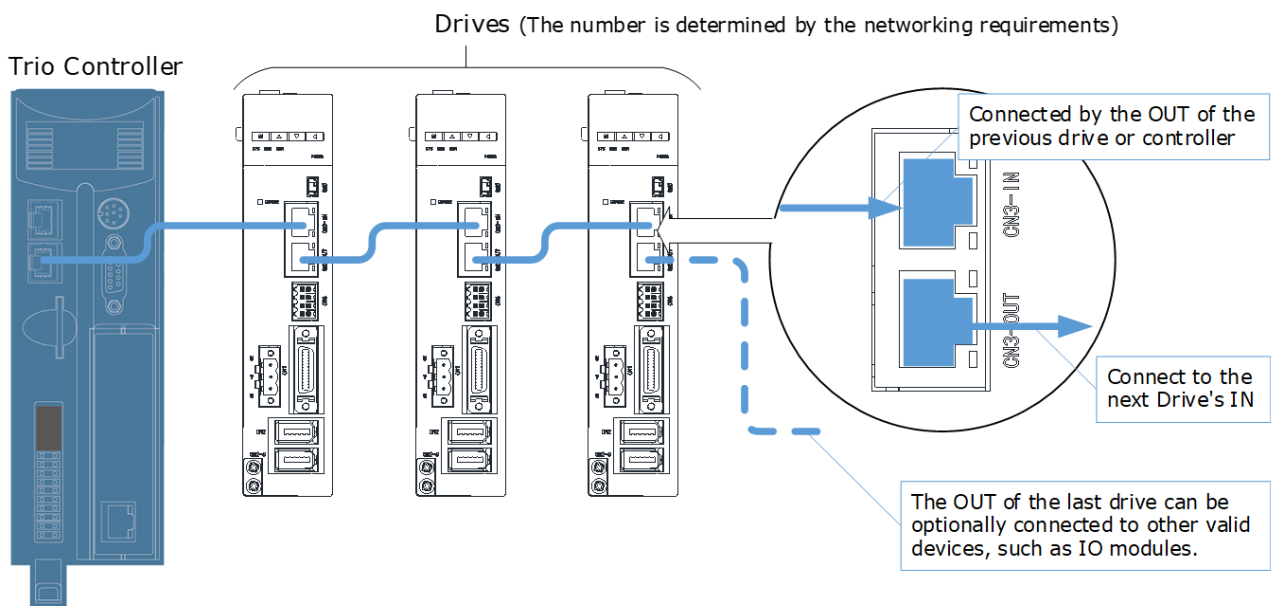 Drives (The number is determined by the networking requirements)
Trio Controller
Connected by the OUT of the
previous drive or controller
CN3-IN
CN3-OUT
Connect to the
next Drive's IN
The OUT of the last drive can be
optionally connected to other valid
devices, such as IO modules.